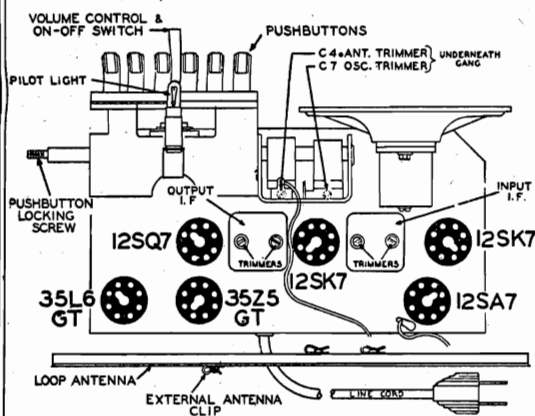 VOLUME CONTROL &
ON-OFF SWITCH
PUSHBUTTONS
C4•ANT. TRIMMER
C7 OSC. TRIMMER
UNDERNEATH
GANG
PILOT LIGHT
PUSHBUTTON
LOCKING
SCREW
OUTPUT
I.F
INPUT
I.F.
12SQ7
TRIMMERS
12SK7
TRIMMERS
12SK7
35L6
GT
35Z5
GT
12SA7
LOOP ANTENNA
EXTERNAL ANTENNA
CLIP
LINE CORD